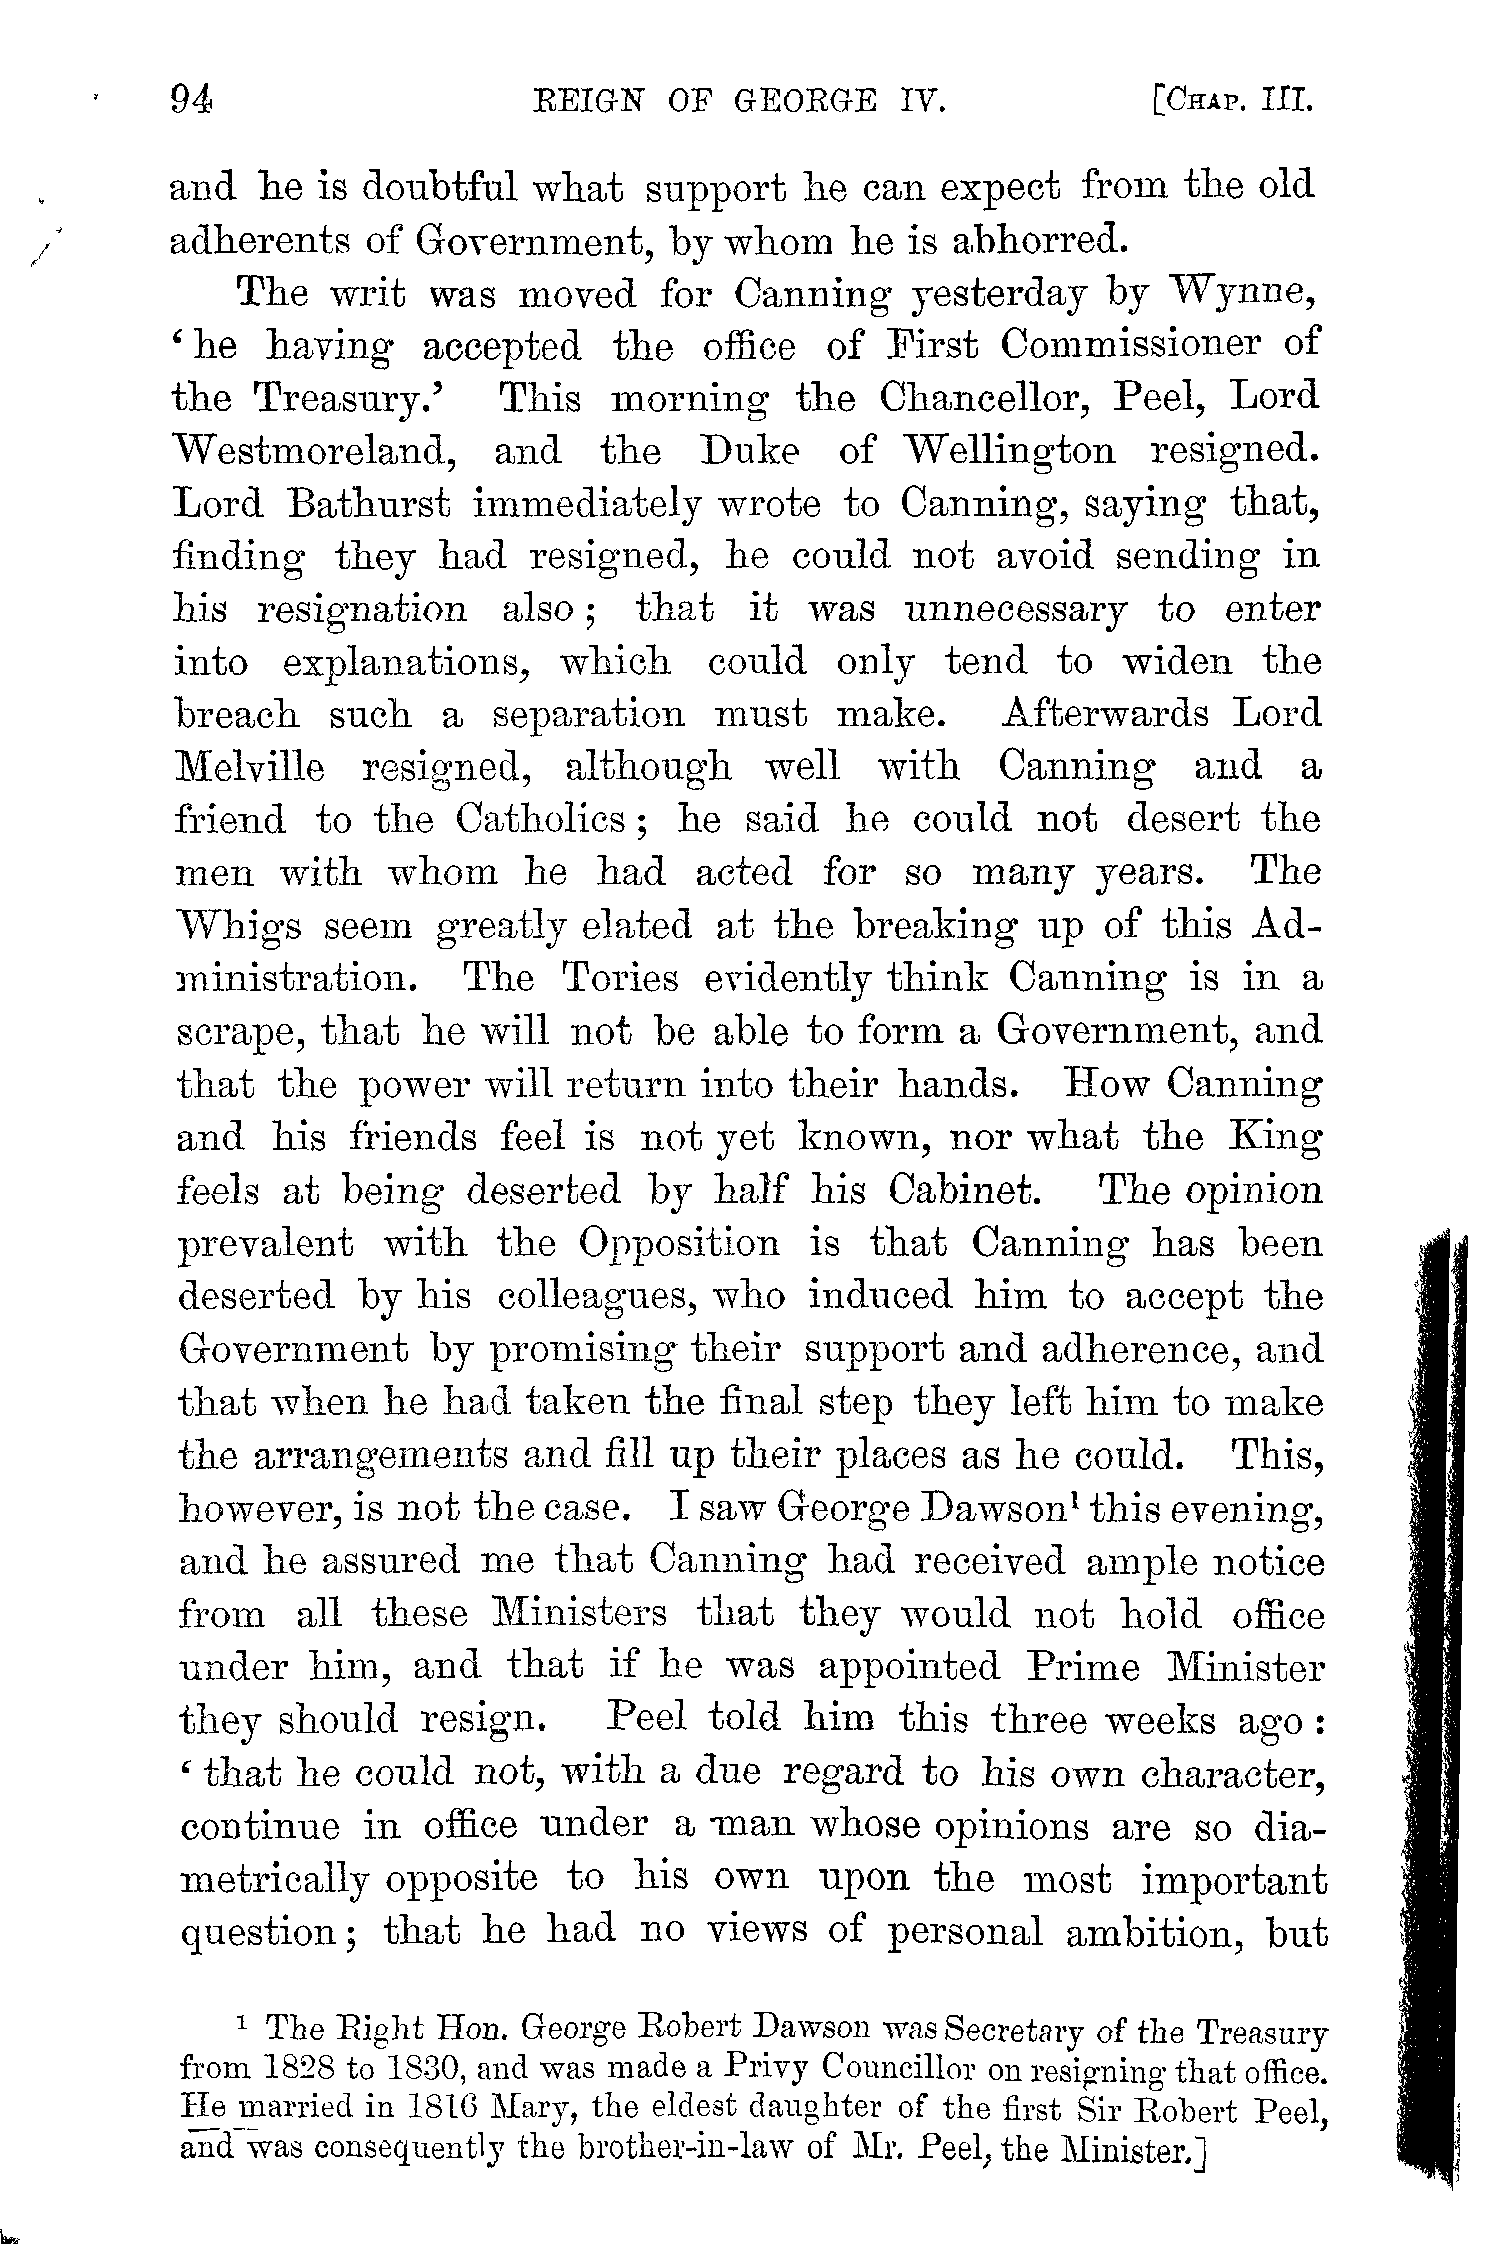 94 REIGN OF GEORGE IV. [CHAP. III.
and he is doubtful what support he can expect from the old
adherents of Government, by whom he is abhorred.
The writ was moved for Canning yesterday by Wynne,
‘ he having accepted the office of First Commissioner of
the Treasury.’ This morning the Chancellor, Peel, Lord
Westmoreland, and the Duke of Wellington resigned.
Lord Bathurst immediately wrote to Canning, saying that,
finding they had resigned, he could not avoid sending in
his resignation also ; that it was unnecessary to enter
into explanations, which could only tend to widen the
breach such a separation must make. Afterwards Lord
Melville resigned, although well with Canning and a
friend to the Catholics ; he said he could not desert the
men with whom he had acted for so many years. The
Whigs seem greatly elated at the breaking up of this Ad-
ministration. The Tories evidently think Canning is in a
scrape, that he will not be able to form a Government, and
that the power will return into their hands. How Canning
and his friends feel is not yet known, nor what the King
feels at being deserted by half his Cabinet. The opinion
prevalent with the Opposition is that Canning has been
deserted by his colleagues, who induced him to accept the
Government by promising their support and adherence, and
that when he had taken the final step they left him to make
the arrangements and fill up their places as he could. This,
however, is not the case. I saw George Dawson¹ this evening,
and he assured me that Canning had received ample notice
from all these Ministers that they would not hold office
under him, and that if he was appointed Prime Minister
they should resign. Peel told him this three weeks ago :
‘ that he could not, with a due regard to his own character,
continue in office under a man whose opinions are so dia-
metrically opposite to his own upon the most important
question ; that he had no views of personal ambition, but
¹ The Right Hon. George Robert Dawson was Secretary of the Treasury
from 1828 to 1830, and was made a Privy Councillor on resigning that office.
He married in 1816 Mary, the eldest daughter of the first Sir Robert Peel,
and was consequently the brother-in-law of Mr. Peel, the Minister.]